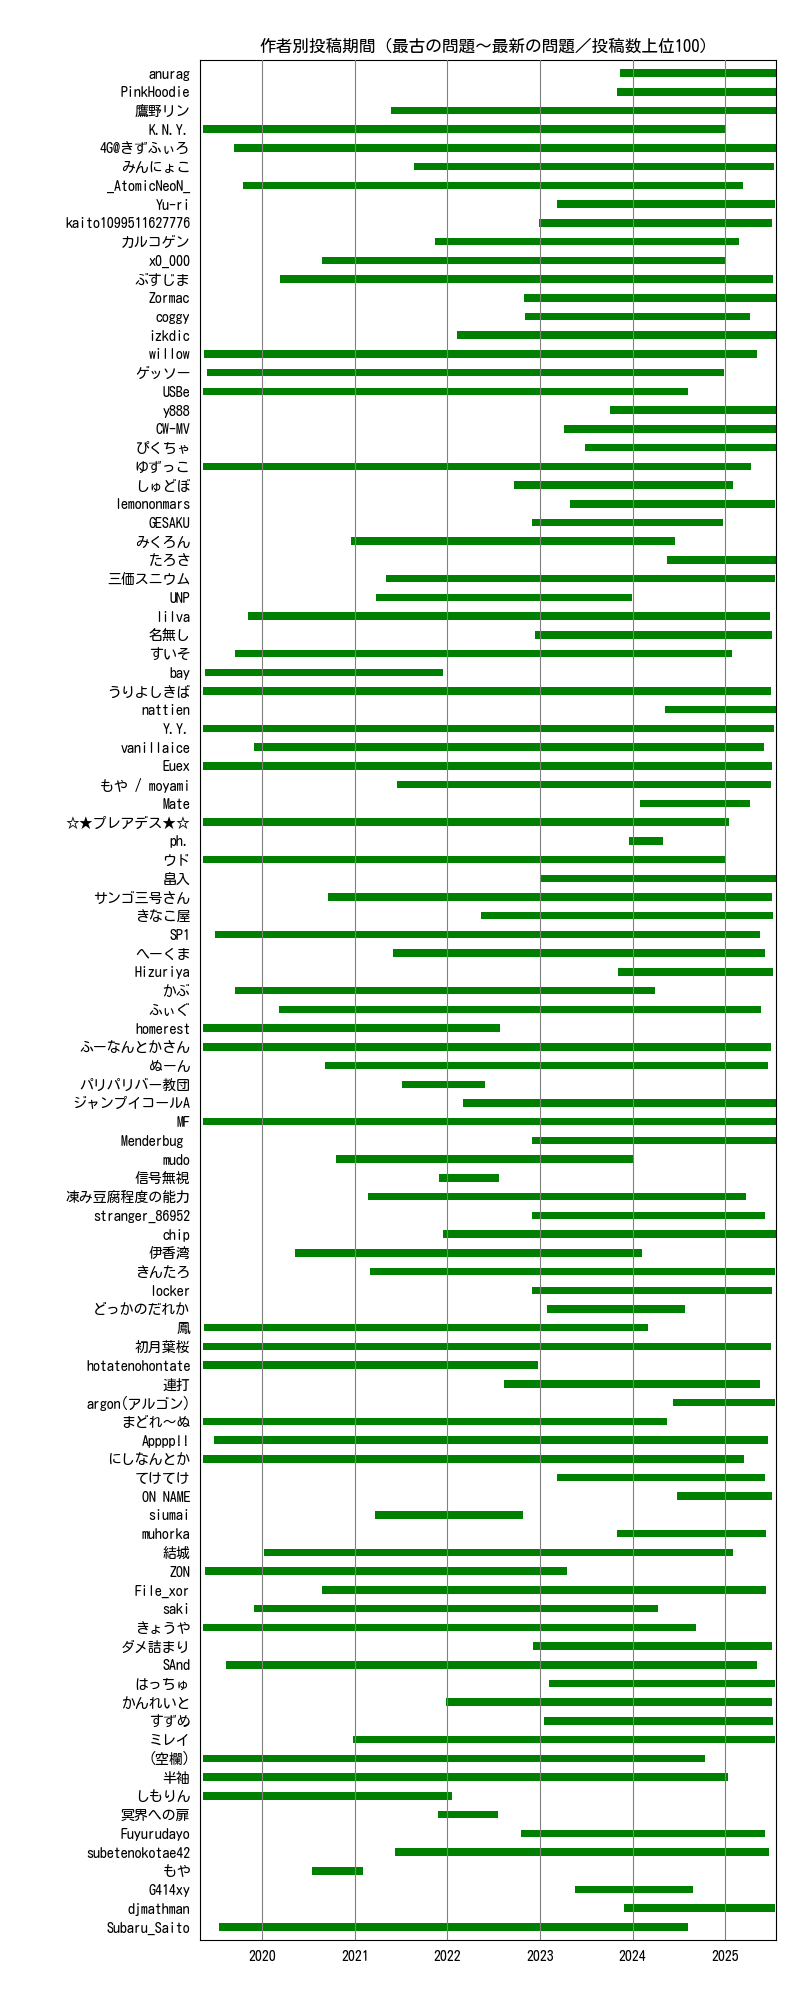 作者別投稿期間（最古の問題～最新の問題／投稿数上位100）
anurag
PinkHoodie
鷹野リン
K.N.Y.
4G@きずふぃろ
みんにょこ
_AtomicNeoN_
Yu-ri
kaito1099511627776
カルコゲン
x0_000
ぶすじま
Zormac
coggy
izkdic
willow
ゲッソー
USBe
y888
CW-MV
ぴくちゃ
ゆずっこ
しゅどぼ
lemononmars
GESAKU
みくろん
たろさ
三価スニウム
UNP
lilva
名無し
すいそ
bay
うりよしきば
nattien
Y.Y.
vanillaice
Euex
もや / moyami
Mate
☆★プレアデス★☆
ph.
ウド
畠入
サンゴ三号さん
きなこ屋
SP1
へーくま
Hizuriya
かぶ
ふぃぐ
homerest
ふーなんとかさん
ぬーん
パリパリバー教団
ジャンプイコールA
MF
Menderbug
mudo
信号無視
凍み豆腐程度の能力
stranger_86952
chip
伊香湾
きんたろ
locker
どっかのだれか
鳳
初月葉桜
hotatenohontate
連打
argon(アルゴン)
まどれ～ぬ
Appppll
にしなんとか
てけてけ
ON NAME
siumai
muhorka
結城
ZON
File_xor
saki
きょうや
ダメ詰まり
SAnd
はっちゅ
かんれいと
すずめ
ミレイ
(空欄)
半袖
しもりん
冥界への扉
Fuyurudayo
subetenokotae42
もや
G414xy
djmathman
Subaru_Saito
2020 2021 2022 2023 2024 2025